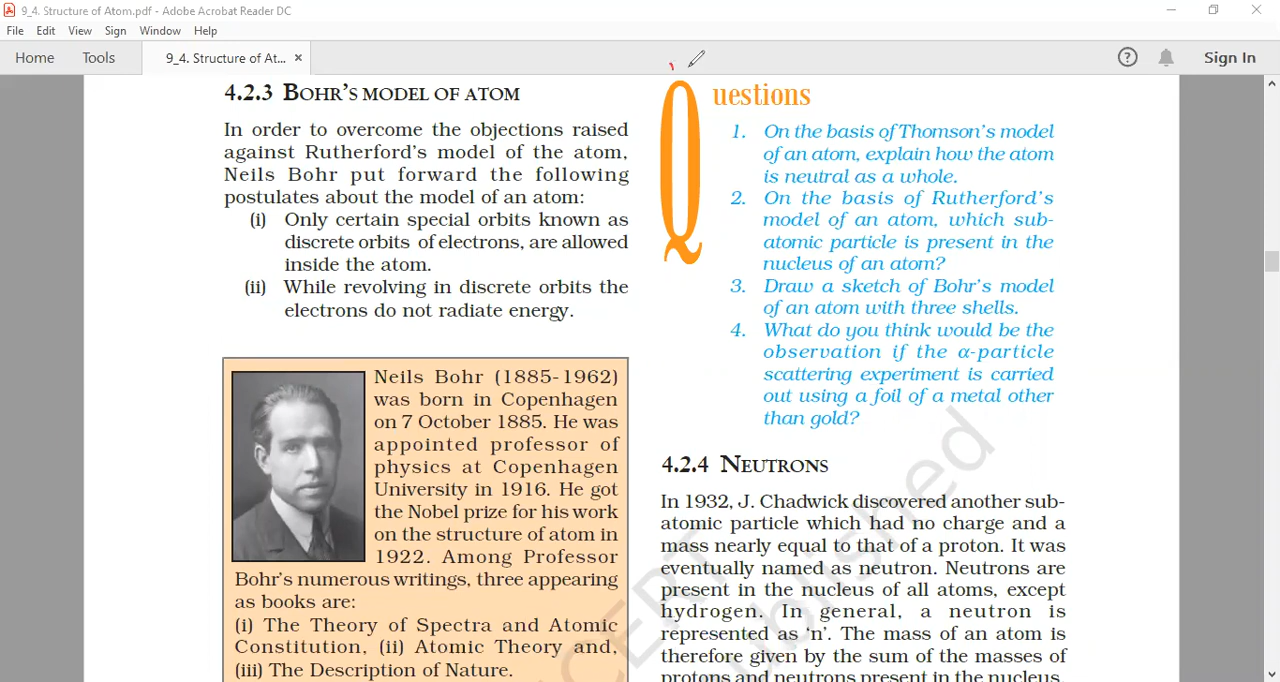 9_4. Structure of Atom.pdf - Adobe Acrobat Reader DC
File Edit View Sign Window Help
Home Tools 9_4. Structure of At... × Sign In
4.2.3 BOHR'S MODEL OF ATOM
In order to overcome the objections raised
against Rutherford's model of the atom,
Neils Bohr put forward the following
postulates about the model of an atom:
(i) Only certain special orbits known as
discrete orbits of electrons, are allowed
inside the atom.
(ii) While revolving in discrete orbits the
electrons do not radiate energy.
Neils Bohr (1885-1962)
was born in Copenhagen
on 7 October 1885. He was
appointed professor of
physics at Copenhagen
University in 1916. He got
the Nobel prize for his work
on the structure of atom in
1922. Among Professor
Bohr's numerous writings, three appearing
as books are:
(i) The Theory of Spectra and Atomic
Constitution, (ii) Atomic Theory and,
(iii) The Description of Nature.
Questions
1. On the basis of Thomson's model
of an atom, explain how the atom
is neutral as a whole.
2. On the basis of Rutherford's
model of an atom, which sub-
atomic particle is present in the
nucleus of an atom?
3. Draw a sketch of Bohr's model
of an atom with three shells.
4. What do you think would be the
observation if the α-particle
scattering experiment is carried
out using a foil of a metal other
than gold?
4.2.4 NEUTRONS
In 1932, J. Chadwick discovered another sub-
atomic particle which had no charge and a
mass nearly equal to that of a proton. It was
eventually named as neutron. Neutrons are
present in the nucleus of all atoms, except
hydrogen. In general, a neutron is
represented as 'n'. The mass of an atom is
therefore given by the sum of the masses of
protons and neutrons present in the nucleus.